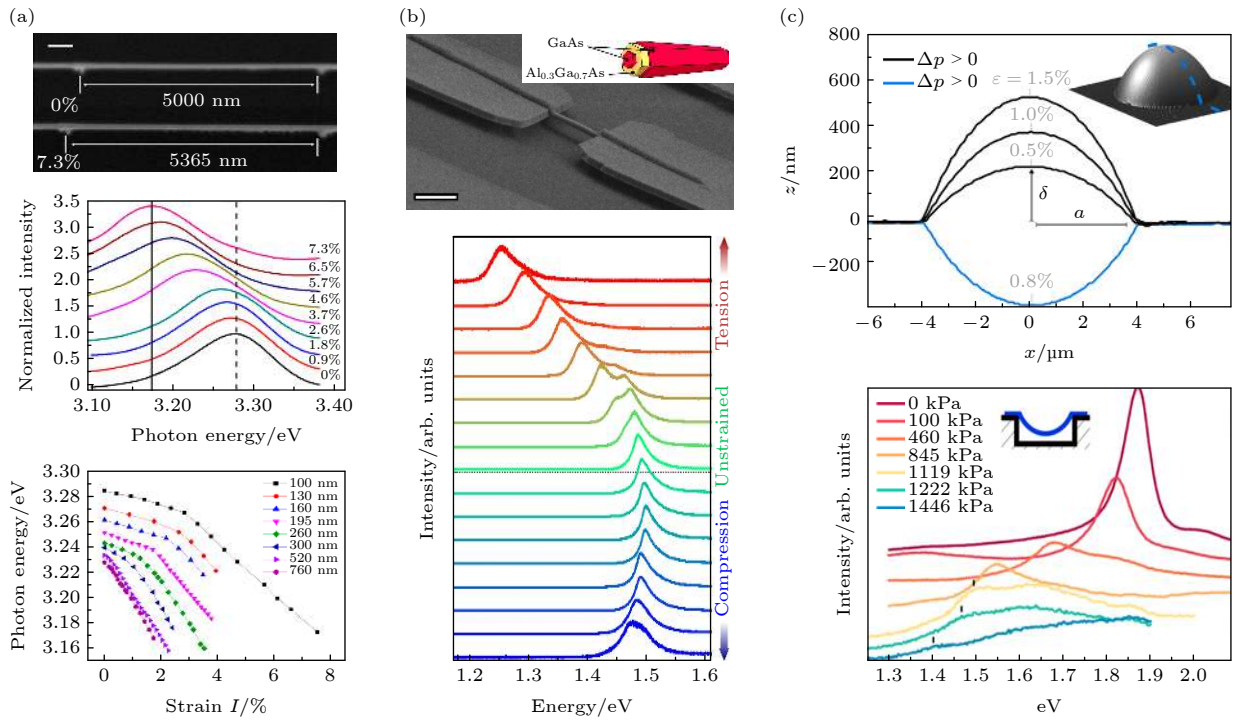 (a)
0%
5000 nm
7.3%
5365 nm
Normalized intensity
3.5
3.0
2.5
2.0
1.5
1.0
0.5
0
7.3%
6.5%
5.7%
4.6%
3.7%
2.6%
1.8%
0.9%
0%
3.10
3.20
3.30
3.40
Photon energy/eV
Photon energy/eV
3.30
3.28
3.26
3.24
3.22
3.20
3.18
3.16
100 nm
130 nm
160 nm
195 nm
260 nm
300 nm
520 nm
760 nm
0
2
4
6
8
Strain I/%
(b)
GaAs
Al0.3Ga0.7As
Intensity/arb. units
Tension
Unstrained
Compression
1.2
1.3
1.4
1.5
1.6
Energy/eV
(c)
z/nm
800
600
400
200
0
−200
Δp > 0
Δp > 0
ε = 1.5%
1.0%
0.5%
δ
a
0.8%
−6
−4
−2
0
2
4
6
x/μm
Intensity/arb. units
0 kPa
100 kPa
460 kPa
845 kPa
1119 kPa
1222 kPa
1446 kPa
1.3
1.4
1.5
1.6
1.7
1.8
1.9
2.0
eV